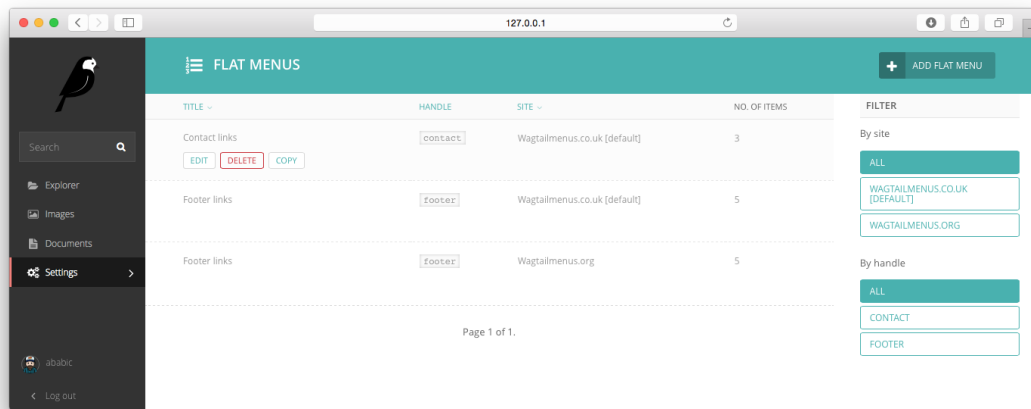 127.0.0.1
FLAT MENUS
ADD FLAT MENU
Search
Explorer
Images
Documents
Settings
ababic
Log out
TITLE HANDLE SITE NO. OF ITEMS
Contact links contact Wagtailmenus.co.uk [default] 3
EDIT DELETE COPY
Footer links footer Wagtailmenus.co.uk [default] 5
Footer links footer Wagtailmenus.org 5
Page 1 of 1.
FILTER
By site
ALL
WAGTAILMENUS.CO.UK
[DEFAULT]
WAGTAILMENUS.ORG
By handle
ALL
CONTACT
FOOTER